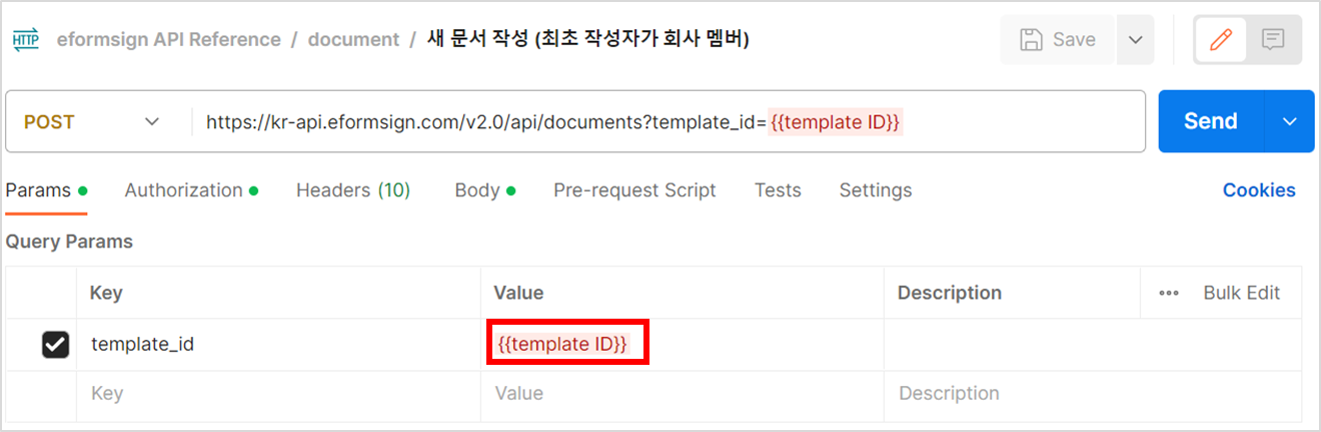 HTTP eformsign API Reference / document / 새 문서 작성 (최초 작성자가 회사 멤버) Save
POST https://kr-api.eformsign.com/v2.0/api/documents?template_id={{template ID}} Send
Params Authorization Headers (10) Body Pre-request Script Tests Settings Cookies
Query Params
Key Value Description ••• Bulk Edit
template_id {{template ID}}
Key Value Description